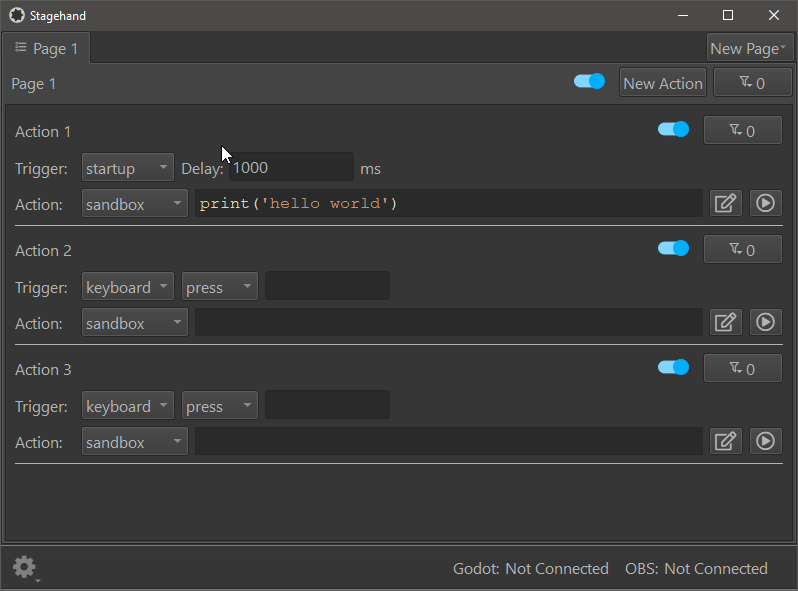 Stagehand
Page 1 New Page
Page 1 New Action 0
Action 1 0
Trigger: startup Delay: 1000 ms
Action: sandbox print('hello world')
Action 2 0
Trigger: keyboard press
Action: sandbox
Action 3 0
Trigger: keyboard press
Action: sandbox
Godot: Not Connected OBS: Not Connected